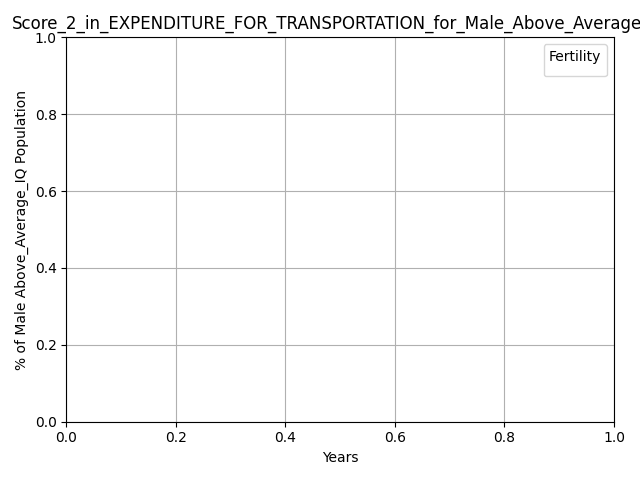 Score_2_in_EXPENDITURE_FOR_TRANSPORTATION_for_Male_Above_Average
Fertility
% of Male Above_Average_IQ Population
1.0
0.8
0.6
0.4
0.2
0.0
0.0 0.2 0.4 0.6 0.8 1.0
Years